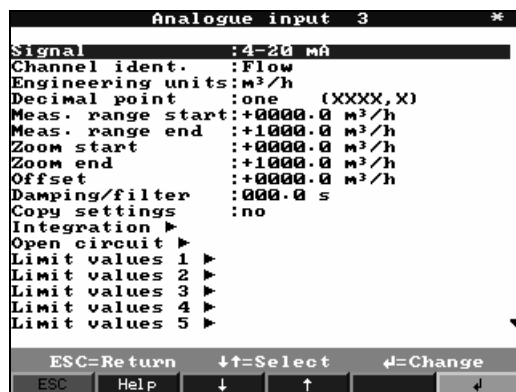 Analogue input 3 *
Signal :4-20 mA
Channel ident. :Flow
Engineering units:m³/h
Decimal point :one (XXXX,X)
Meas. range start:+0000.0 m³/h
Meas. range end :+1000.0 m³/h
Zoom start :+0000.0 m³/h
Zoom end :+1000.0 m³/h
Offset :+0000.0 m³/h
Damping/filter :000.0 s
Copy settings :no
Integration ►
Open circuit ►
Limit values 1 ►
Limit values 2 ►
Limit values 3 ►
Limit values 4 ►
Limit values 5 ►
ESC=Return ↓↑=Select ↲=Change
ESC Help ↓ ↑ ↲